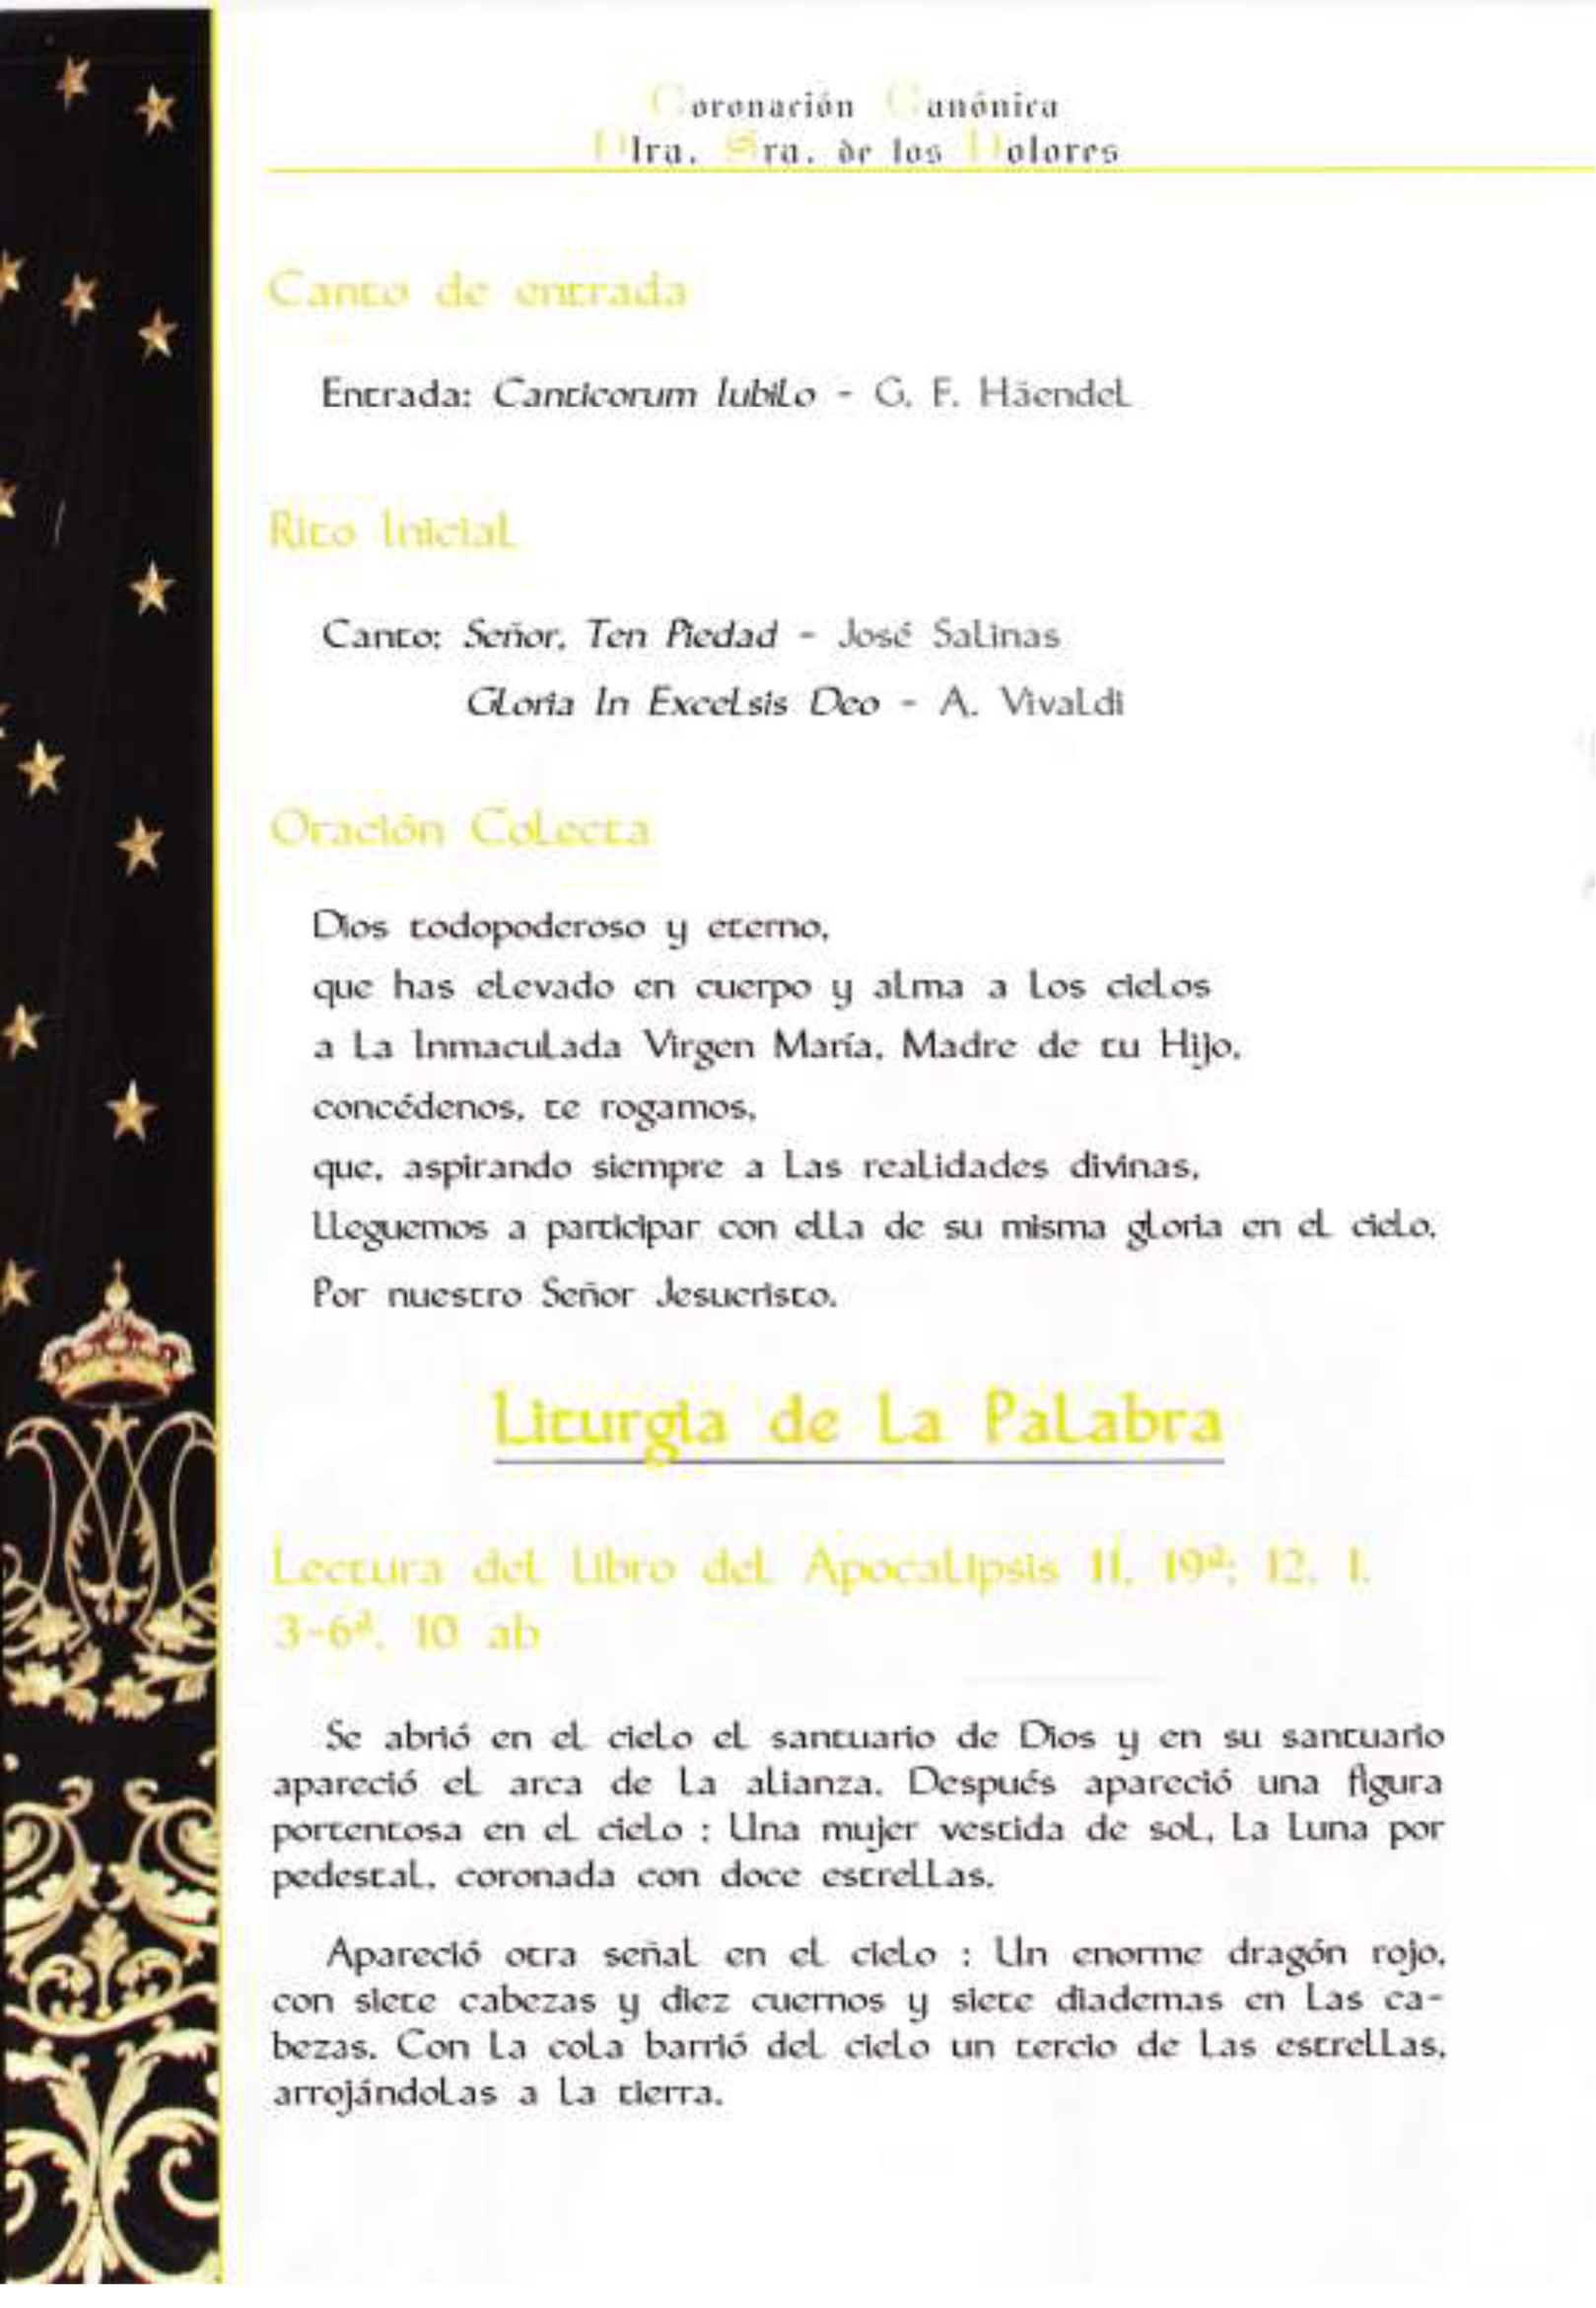 Coronación Canónica
Ntra. Sra. de los Dolores
Canto de entrada
Entrada: Canticorum Iubilo - G. F. Häendel
Rito Inicial
Canto: Señor, Ten Piedad - José Salinas
Gloria In Excelsis Deo - A. Vivaldi
Oración Colecta
Dios todopoderoso y eterno,
que has elevado en cuerpo y alma a los cielos
a la Inmaculada Virgen María, Madre de tu Hijo,
concédenos, te rogamos,
que, aspirando siempre a las realidades divinas,
lleguemos a participar con ella de su misma gloria en el cielo.
Por nuestro Señor Jesucristo.
Liturgia de la Palabra
Lectura del libro del Apocalipsis 11, 19ª; 12, 1.
3-6ª. 10 ab
Se abrió en el cielo el santuario de Dios y en su santuario
apareció el arca de la alianza. Después apareció una figura
portentosa en el cielo : Una mujer vestida de sol, la luna por
pedestal, coronada con doce estrellas.
Apareció otra señal en el cielo : Un enorme dragón rojo,
con siete cabezas y diez cuernos y siete diademas en las ca-
bezas. Con la cola barrió del cielo un tercio de las estrellas,
arrojándolas a la tierra.